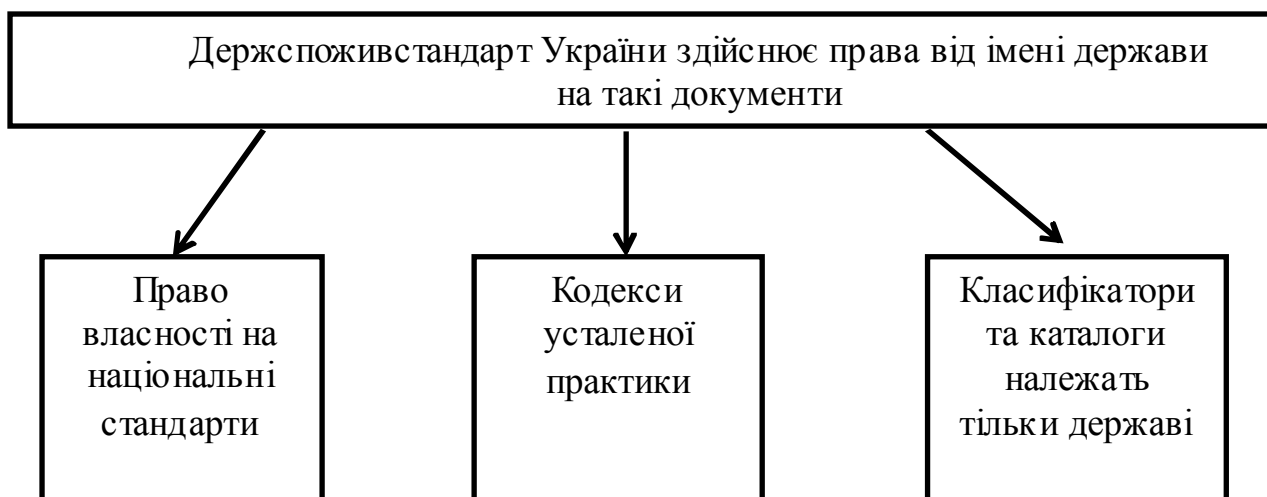 Держспоживстандарт України здійснює права від імені держави
на такі документи
Право
власності на
національні
стандарти
Кодекси
усталеної
практики
Класифікатори
та каталоги
належать
тільки державі